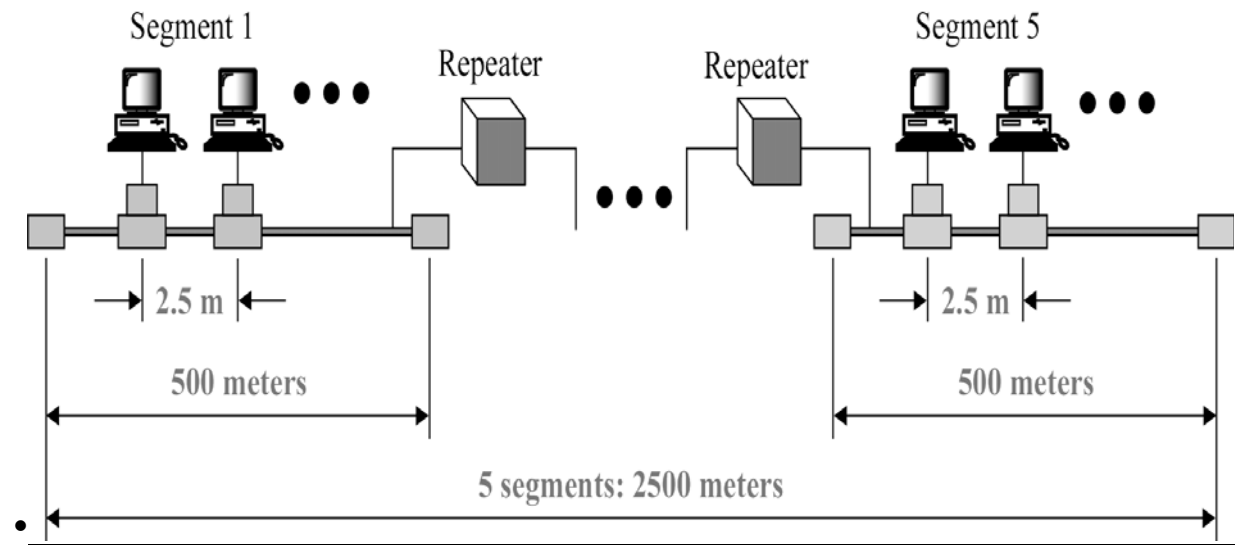 Segment 1
Segment 5
Repeater
Repeater
2.5 m
2.5 m
500 meters
500 meters
5 segments: 2500 meters